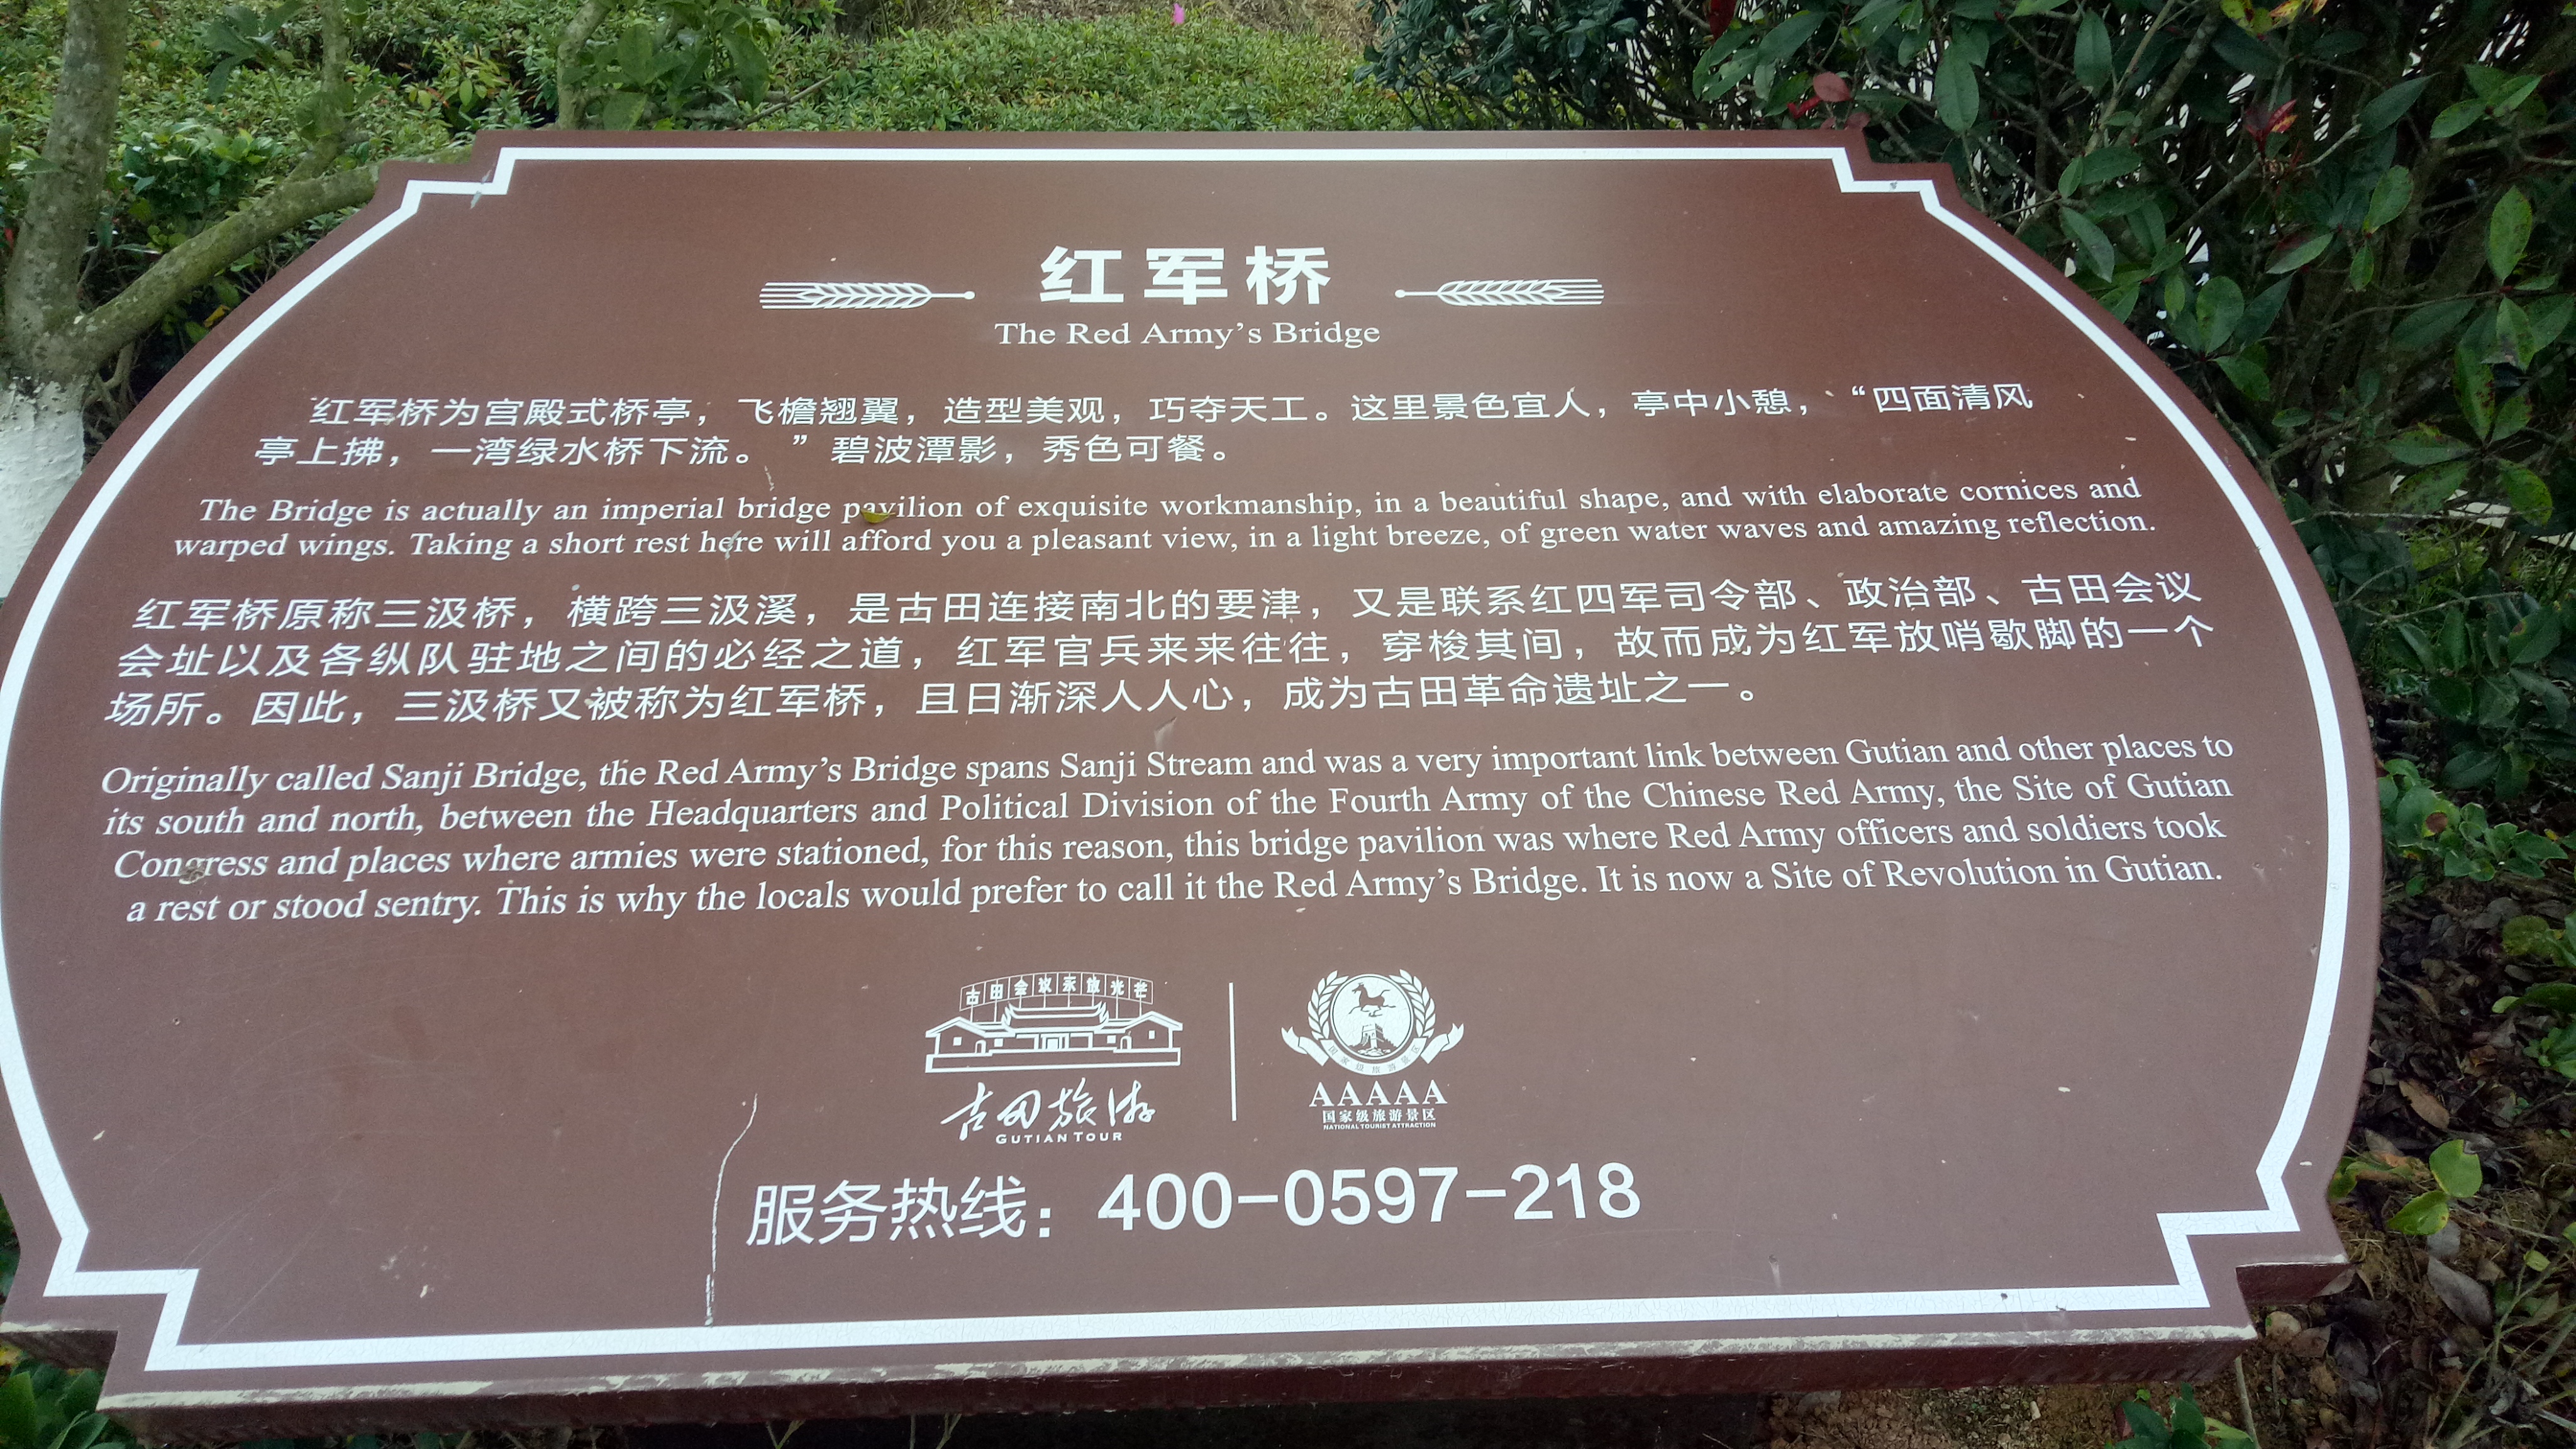 红军桥
The Red Army's Bridge
红军桥为宫殿式桥亭，飞檐翘翼，造型美观，巧夺天工。这里景色宜人，亭中小憩，“四面清风
亭上拂，一湾绿水桥下流。”碧波潭影，秀色可餐。
The Bridge is actually an imperial bridge pavilion of exquisite workmanship, in a beautiful shape, and with elaborate cornices and
warped wings. Taking a short rest here will afford you a pleasant view, in a light breeze, of green water waves and amazing reflection.
红军桥原称三汲桥，横跨三汲溪，是古田连接南北的要津，又是联系红四军司令部、政治部、古田会议
会址以及各纵队驻地之间的必经之道，红军官兵来来往往，穿梭其间，故而成为红军放哨歇脚的一个
场所。因此，三汲桥又被称为红军桥，且日渐深人人心，成为古田革命遗址之一。
Originally called Sanji Bridge, the Red Army's Bridge spans Sanji Stream and was a very important link between Gutian and other places to
its south and north, between the Headquarters and Political Division of the Fourth Army of the Chinese Red Army, the Site of Gutian
Congress and places where armies were stationed, for this reason, this bridge pavilion was where Red Army officers and soldiers took
a rest or stood sentry. This is why the locals would prefer to call it the Red Army's Bridge. It is now a Site of Revolution in Gutian.
古田会议永放光芒
古田旅游
GUTIAN TOUR
国家级旅游景区
AAAAA
国家级旅游景区
NATIONAL TOURIST ATTRACTION
服务热线：400-0597-218